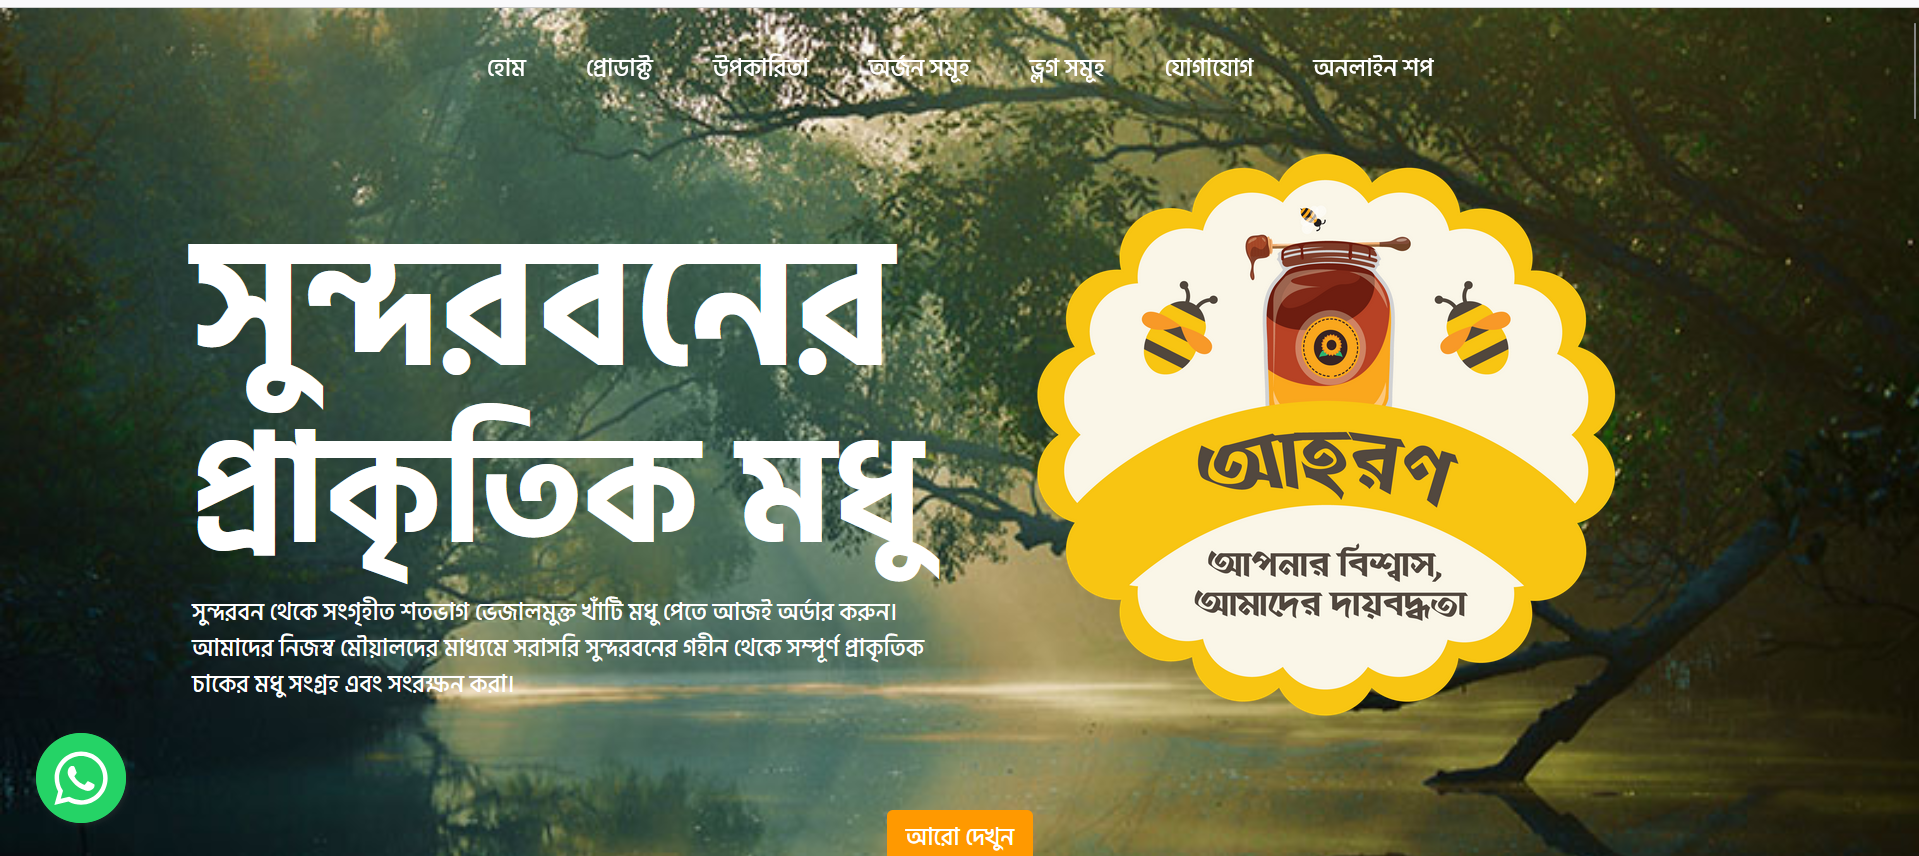 হোম প্রোডাক্ট উপকারিতা অর্জন সমূহ ভ্লগ সমূহ যোগাযোগ অনলাইন শপ
সুন্দরবনের
প্রাকৃতিক মধু
সুন্দরবন থেকে সংগৃহীত শতভাগ ভেজালমুক্ত খাঁটি মধু পেতে আজই অর্ডার করুন।
আমাদের নিজস্ব মৌয়ালদের মাধ্যমে সরাসরি সুন্দরবনের গহীন থেকে সম্পূর্ণ প্রাকৃতিক
চাকের মধু সংগ্রহ এবং সংরক্ষন করা।
আহরণ
আপনার বিশ্বাস,
আমাদের দায়বদ্ধতা
আরো দেখুন